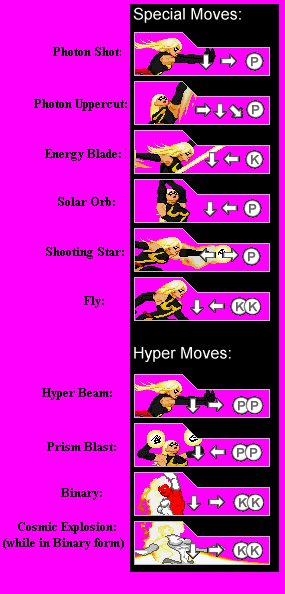 Special Moves:
Photon Shot: P
Photon Uppercut: P
Energy Blade: K
Solar Orb: P
Shooting Star: P
Fly: K K
Hyper Moves:
Hyper Beam: P P
Prism Blast: P P
Binary: K K
Cosmic Explosion:
(while in Binary form) K K